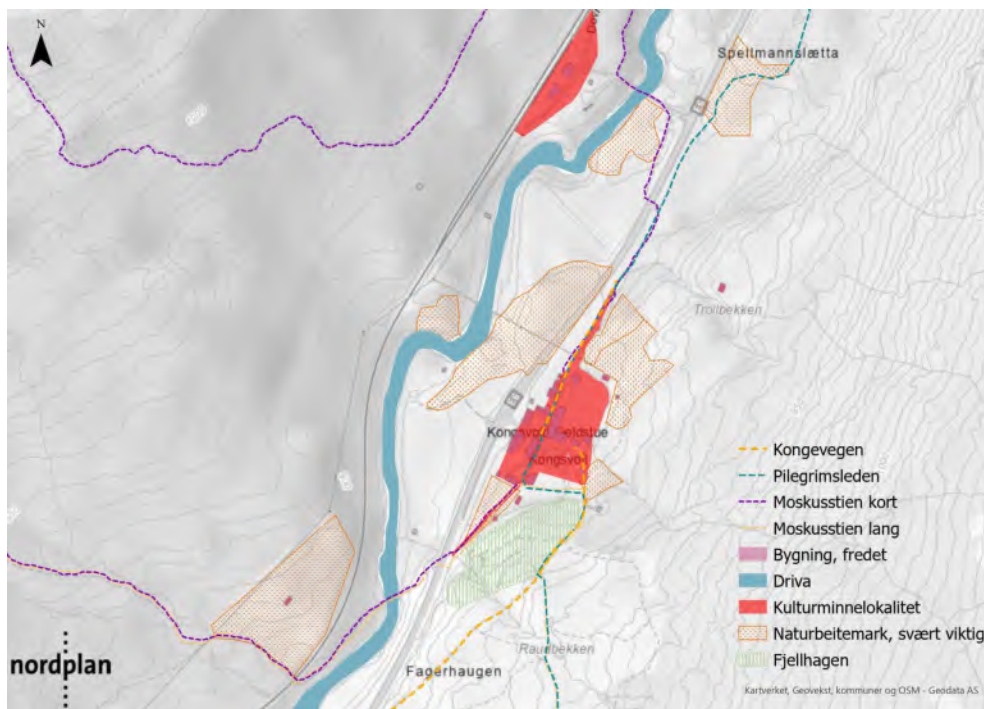 N
Spellmannslætta
Trollbekken
Kongsvold Fjeldstue
Kongsvold
Kongevegen
Pilegrimsleden
Moskusstien kort
Moskusstien lang
Bygning, fredet
Driva
Kulturminnelokalitet
Naturbeitemark, svært viktig
Fjellhagen
nordplan
Raudbekken
Fagerhaugen
Kartverket, Geovekst, kommuner og OSM - Geodata AS